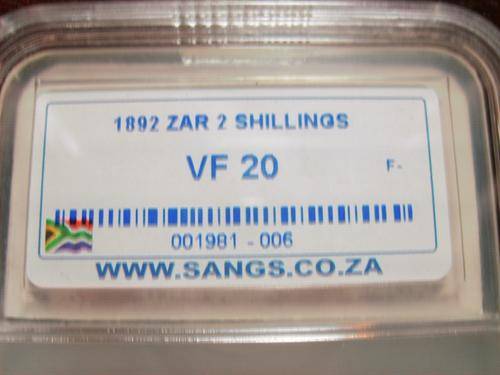 1892 ZAR 2 SHILLINGS
VF 20
F-
001981 - 006
WWW.SANGS.CO.ZA